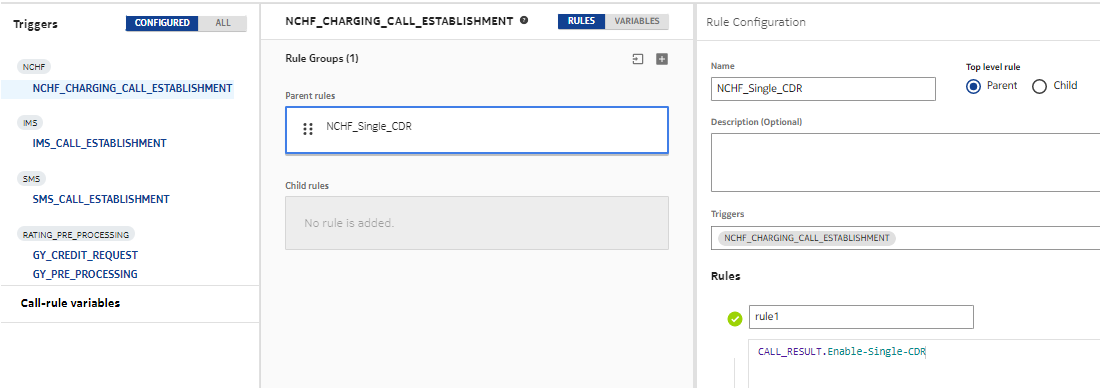 Triggers
CONFIGURED
ALL
NCHF
NCHF_CHARGING_CALL_ESTABLISHMENT
IMS
IMS_CALL_ESTABLISHMENT
SMS
SMS_CALL_ESTABLISHMENT
RATING_PRE_PROCESSING
GY_CREDIT_REQUEST
GY_PRE_PROCESSING
Call-rule variables
NCHF_CHARGING_CALL_ESTABLISHMENT ?
RULES
VARIABLES
Rule Groups (1)
Parent rules
NCHF_Single_CDR
Child rules
No rule is added.
Rule Configuration
Name
NCHF_Single_CDR
Top level rule
Parent
Child
Description (Optional)
Triggers
NCHF_CHARGING_CALL_ESTABLISHMENT
Rules
rule1
CALL_RESULT.Enable-Single-CDR